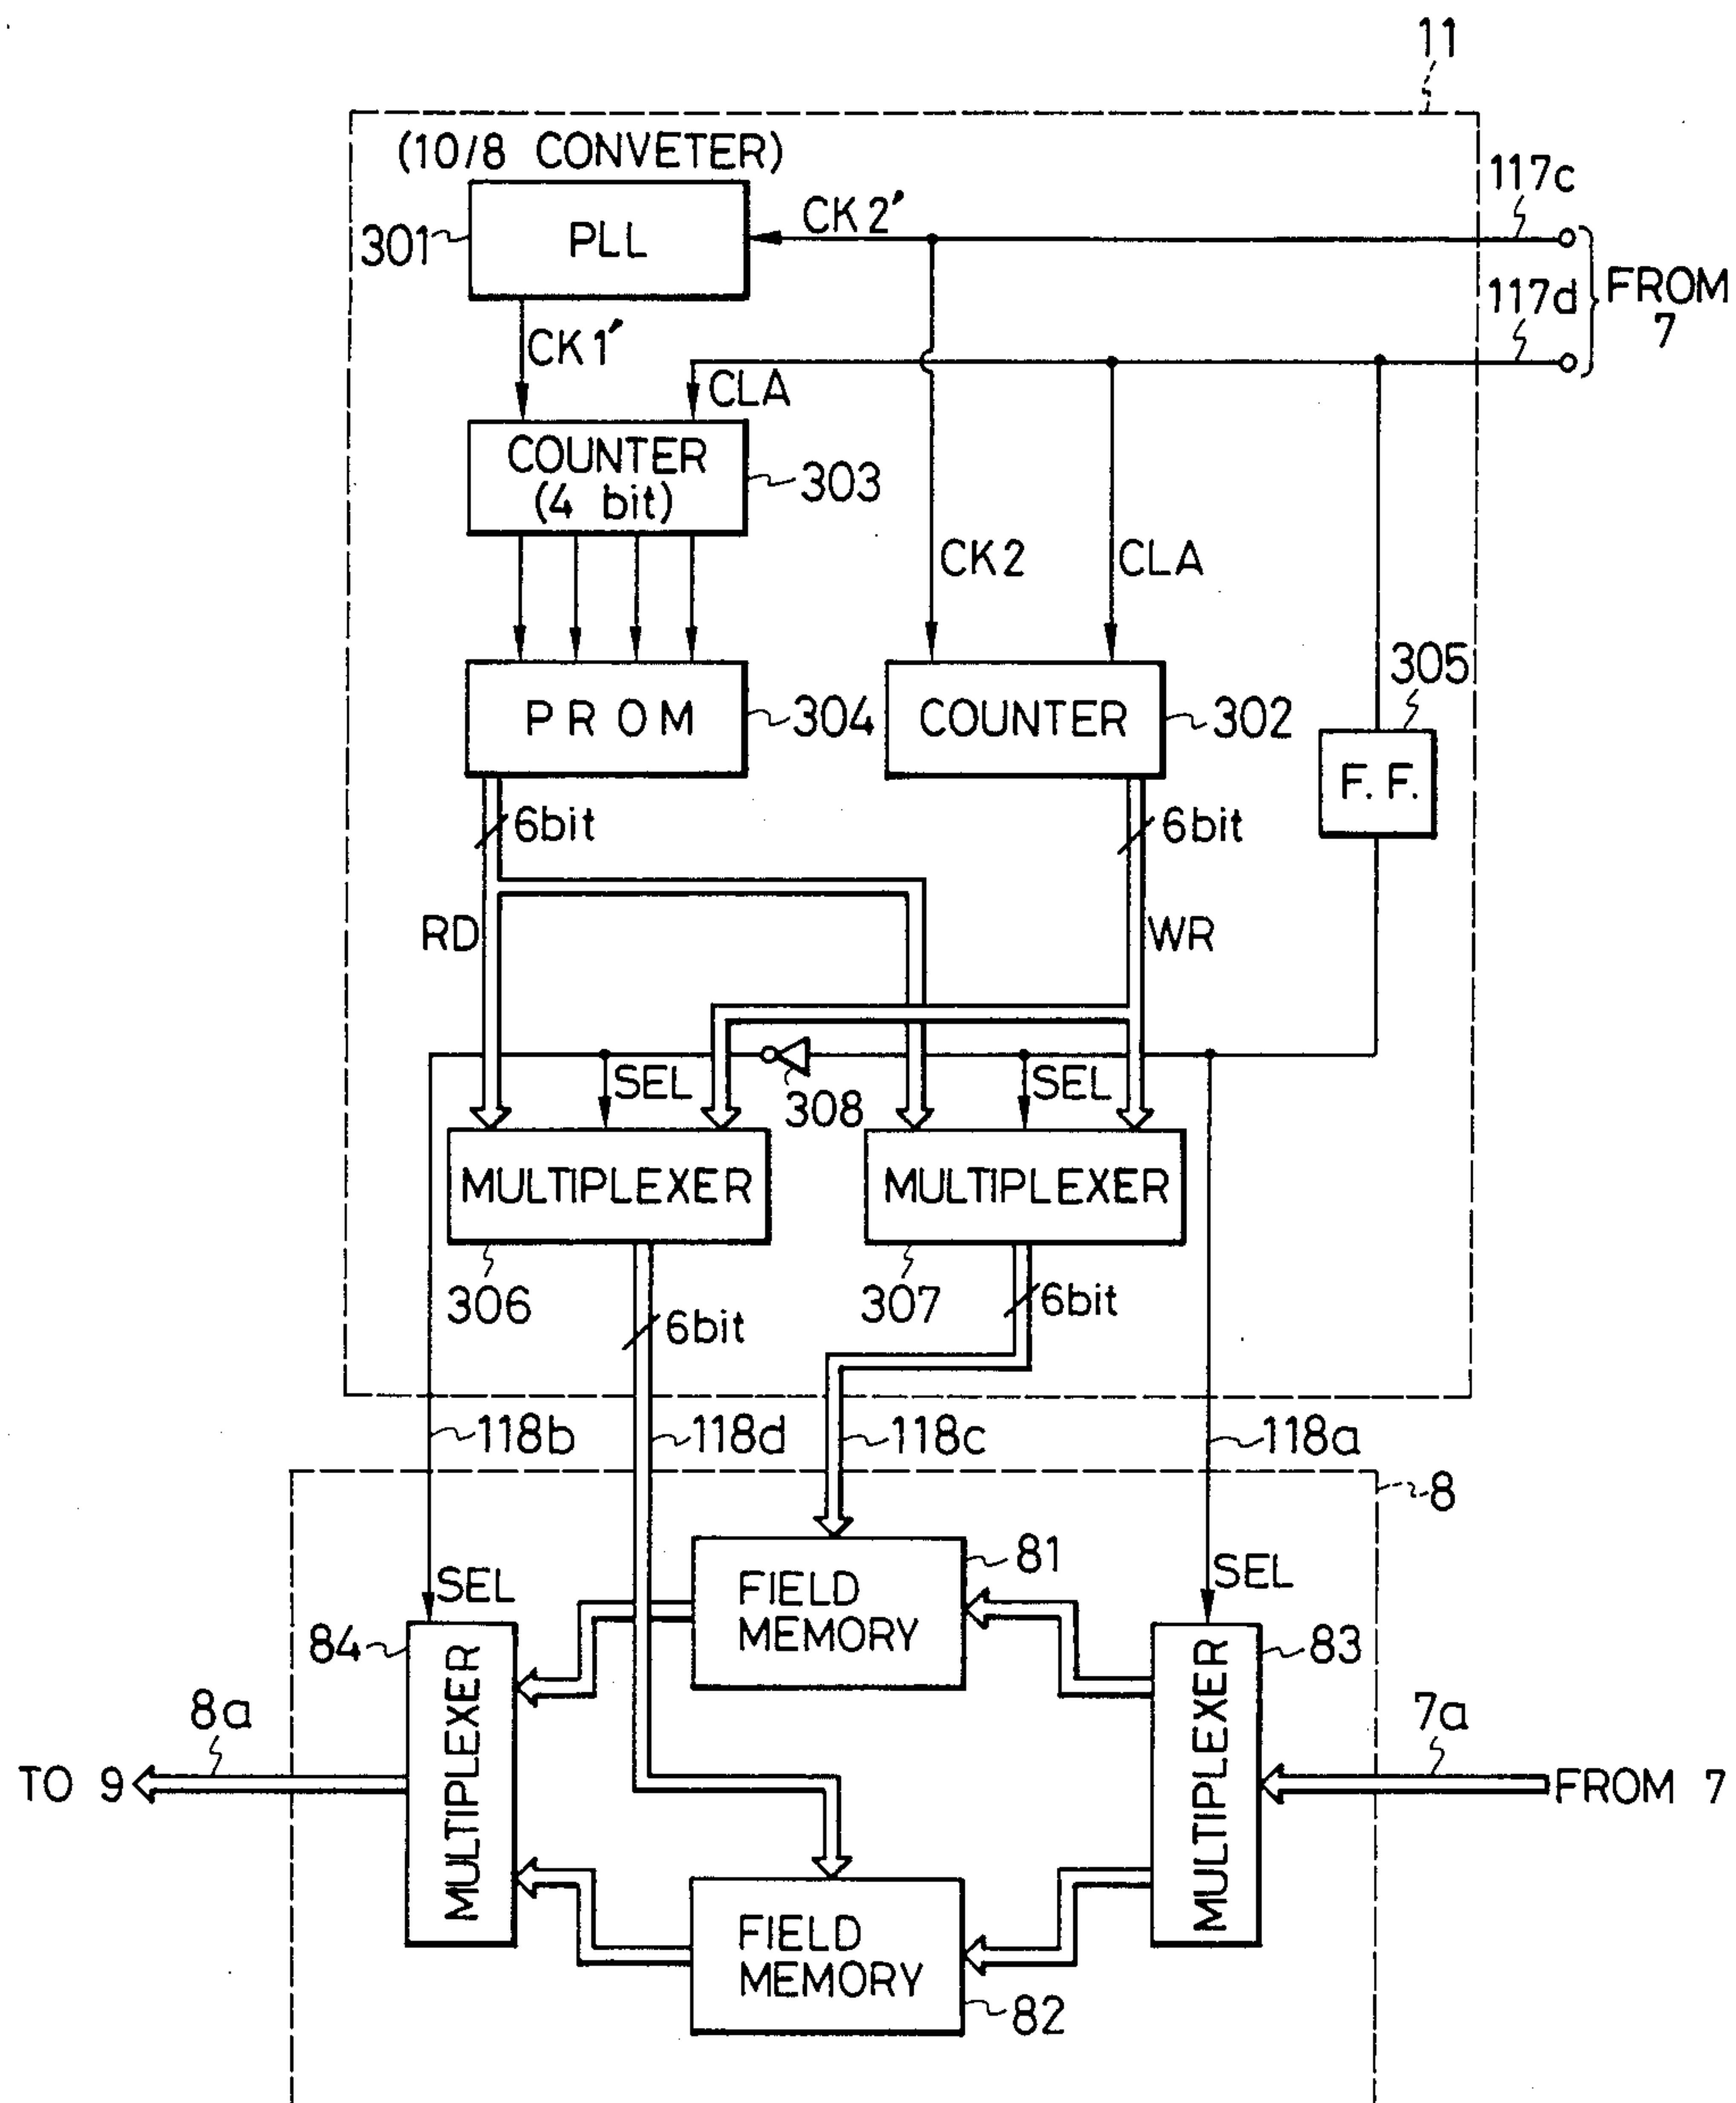 11
(10/8 CONVETER)
117c
CK2'
301
PLL
FROM
7
117d
CK1'
CLA
COUNTER
(4 bit)
303
CK2
CLA
305
PROM
304
COUNTER
302
F.F.
6bit
6bit
RD
WR
SEL
308
SEL
MULTIPLEXER
MULTIPLEXER
306
307
6bit
6bit
118b
118d
118c
118a
8
81
SEL
FIELD
MEMORY
SEL
84
83
MULTIPLEXER
MULTIPLEXER
8a
7a
TO 9
FROM 7
FIELD
MEMORY
82